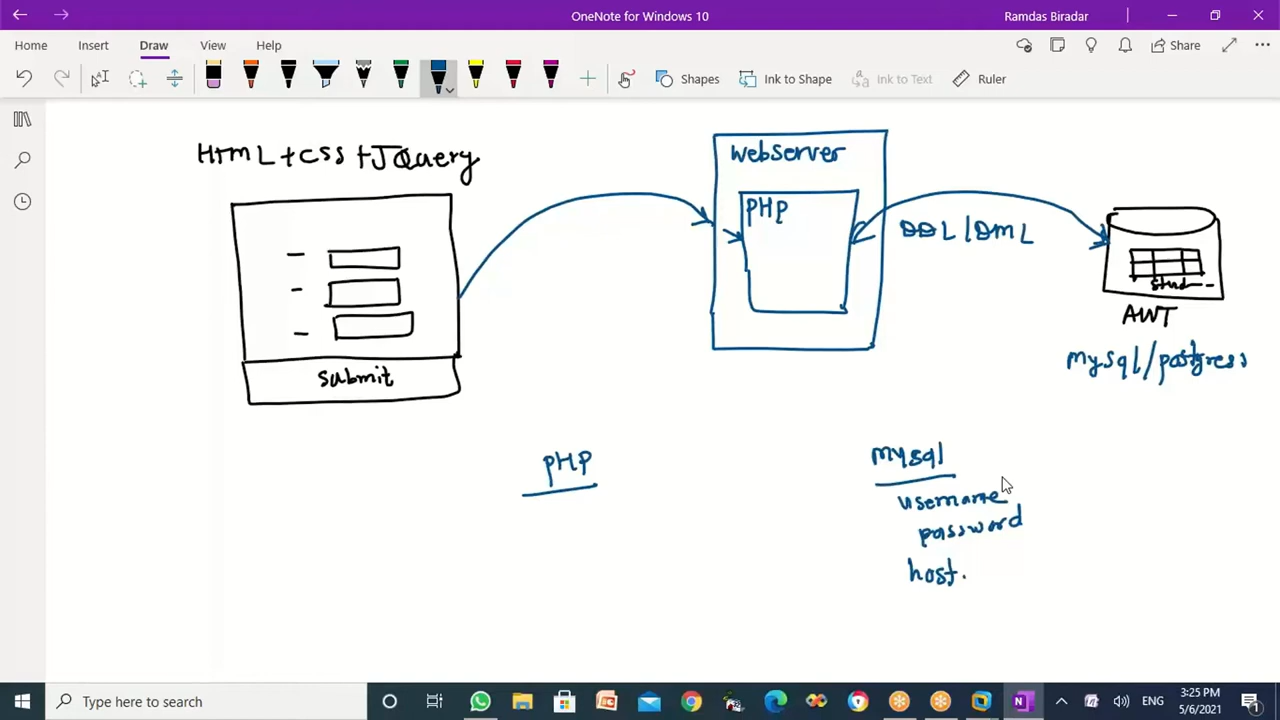 OneNote for Windows 10
Ramdas Biradar
Home Insert Draw View Help
Share
Shapes Ink to Shape Ink to Text Ruler
HTML+CSS+JQuery
webserver
PHP
DDL/DML
Stud
submit
AWT
mysql/postgress
PHP
mysql
username
password
host.
Type here to search
ENG
3:25 PM
5/6/2021
1